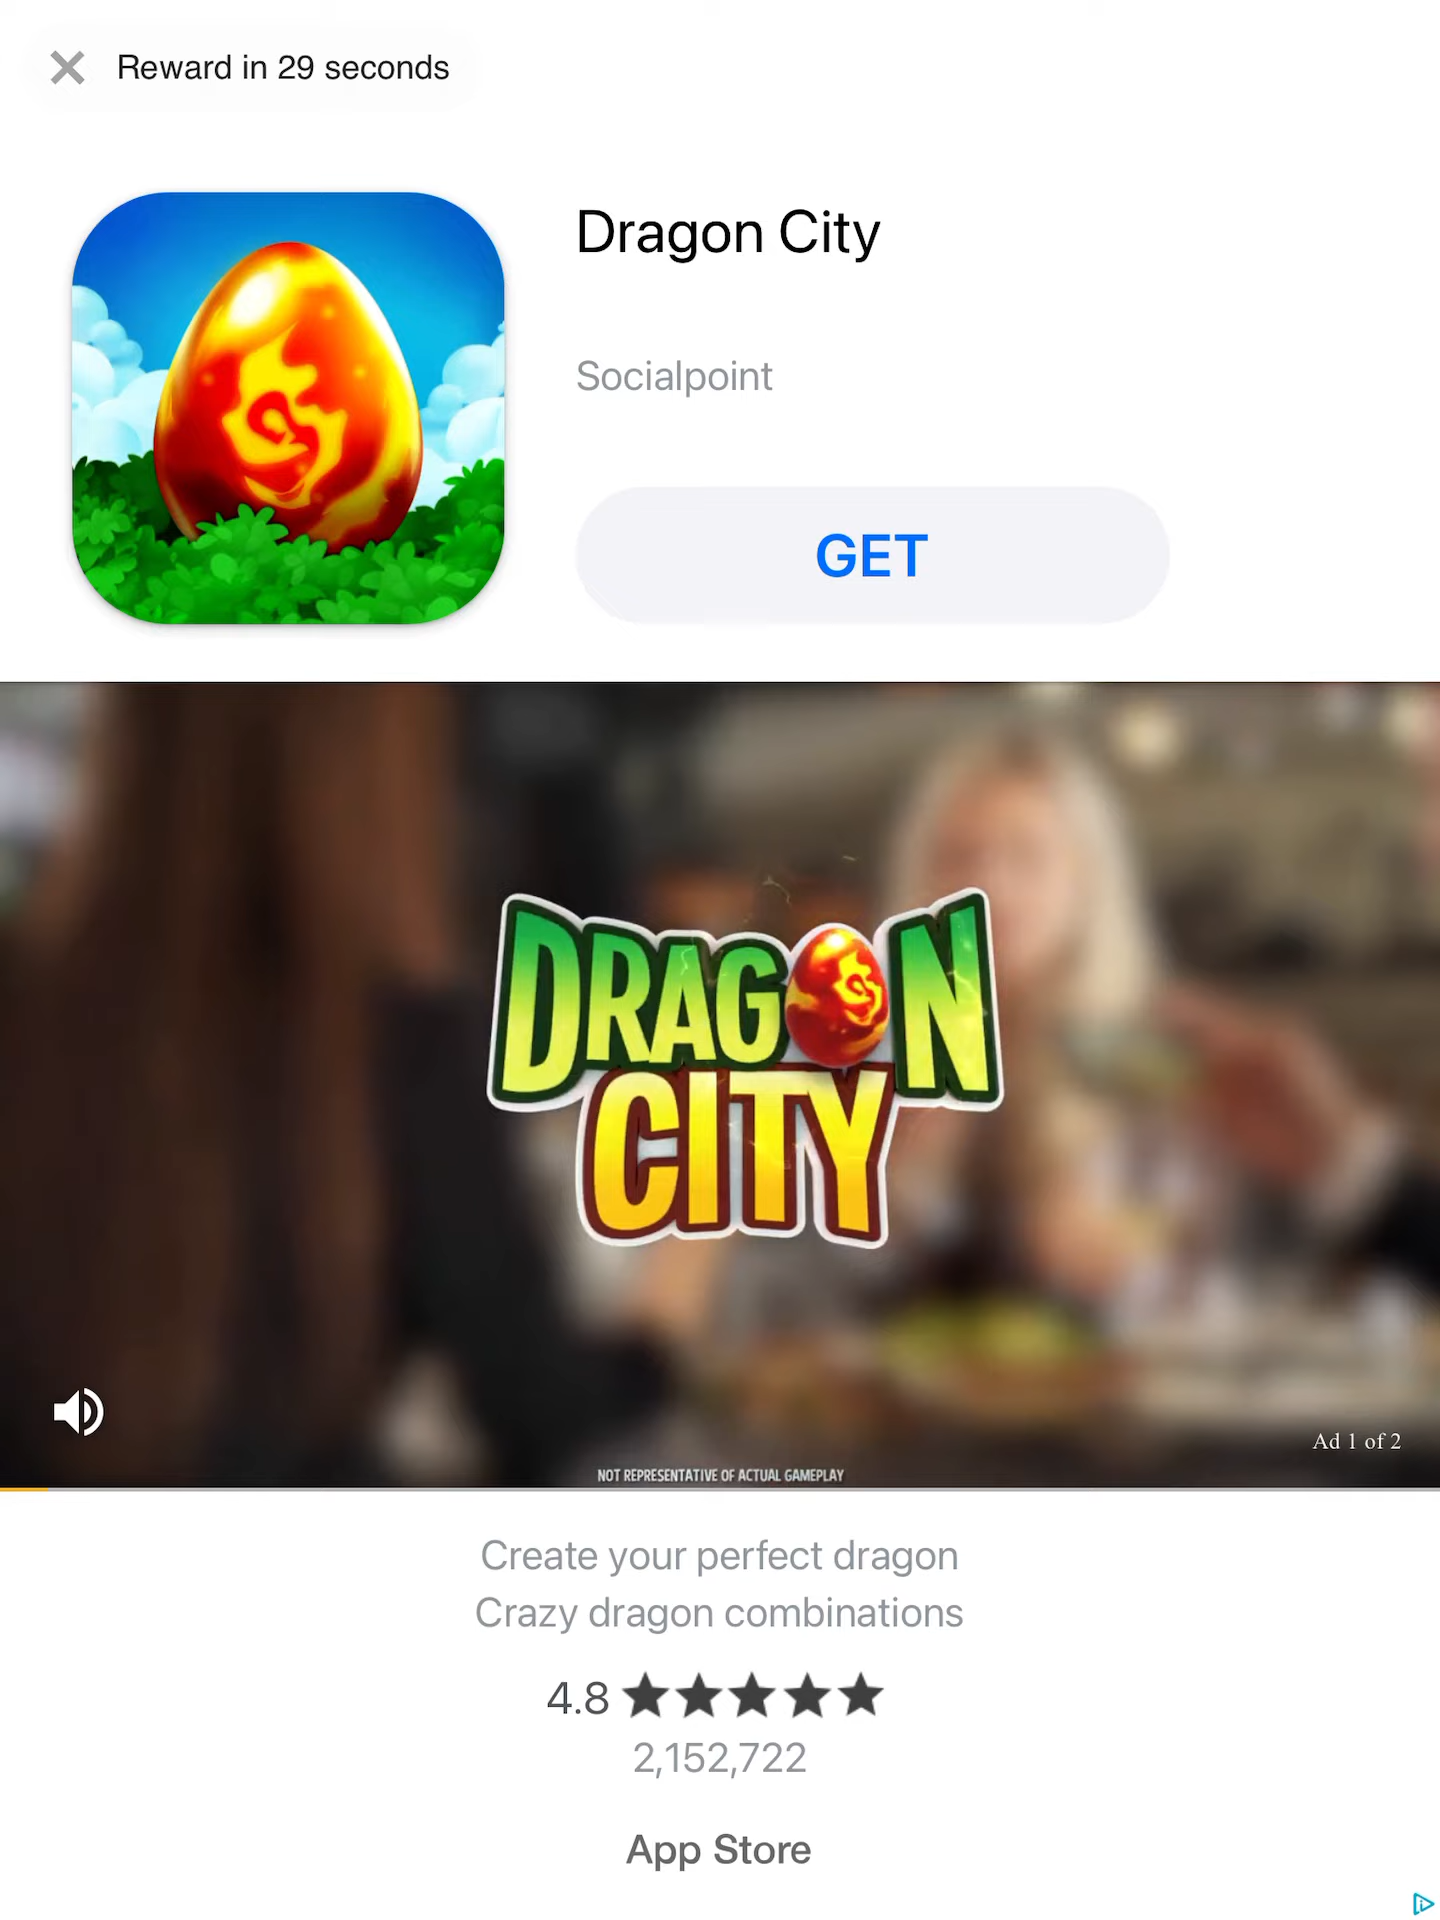 Reward in 29 seconds
Dragon City
Socialpoint
GET
DRAGON
CITY
Ad 1 of 2
NOT REPRESENTATIVE OF ACTUAL GAMEPLAY
Create your perfect dragon
Crazy dragon combinations
4.8
2,152,722
App Store